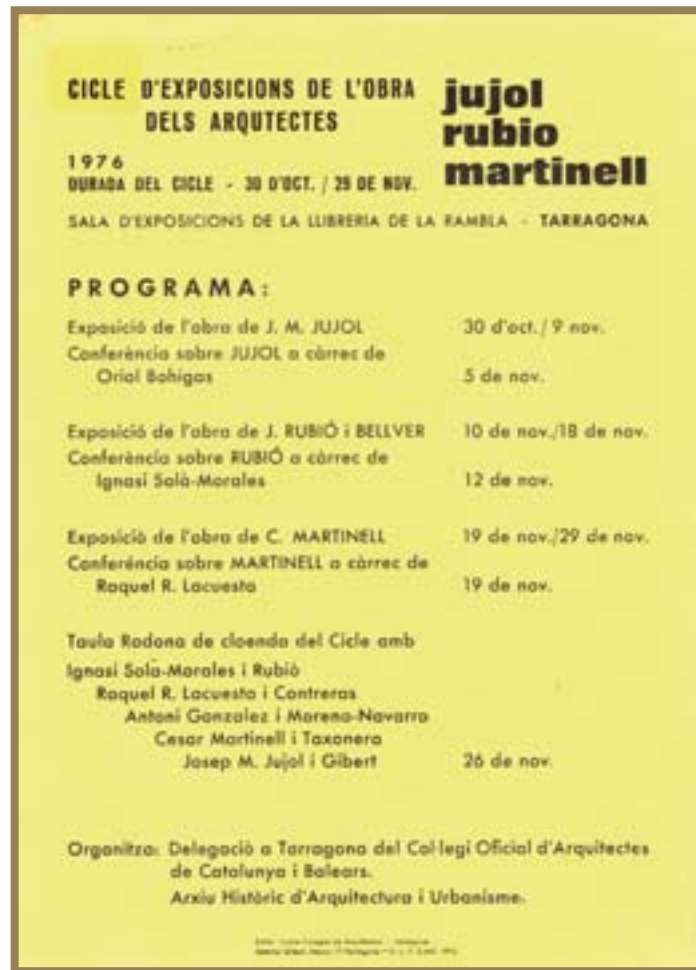 CICLE D'EXPOSICIONS DE L'OBRA
DELS ARQUTECTES
jujol
rubio
martinell
1976
DURADA DEL CICLE - 30 D'OCT. / 29 DE NOV.
SALA D'EXPOSICIONS DE LA LLIBRERIA DE LA RAMBLA - TARRAGONA
PROGRAMA:
Exposició de l'obra de J. M. JUJOL 30 d'oct. / 9 nov.
Conferència sobre JUJOL a càrrec de
Oriol Bohigas 5 de nov.
Exposició de l'obra de J. RUBIÓ i BELLVER 10 de nov./18 de nov.
Conferència sobre RUBIÓ a càrrec de
Ignasi Solà-Morales 12 de nov.
Exposició de l'obra de C. MARTINELL 19 de nov./29 de nov.
Conferéncia sobre MARTINELL a càrrec de
Raquel R. Lacuesta 19 de nov.
Taula Rodona de cloenda del Cicle amb
Ignasi Sola-Morales i Rubió
Raquel R. Lacuesta i Contreras
Antoni Gonzalez i Moreno-Navarro
Cesar Martinell i Taxonera
Josep M. Jujol i Gibert 26 de nov.
Organitza: Delegació a Tarragona del Col·legi Oficial d'Arquitectes
de Catalunya i Balears.
Arxiu Històric d'Arquitectura i Urbanisme.